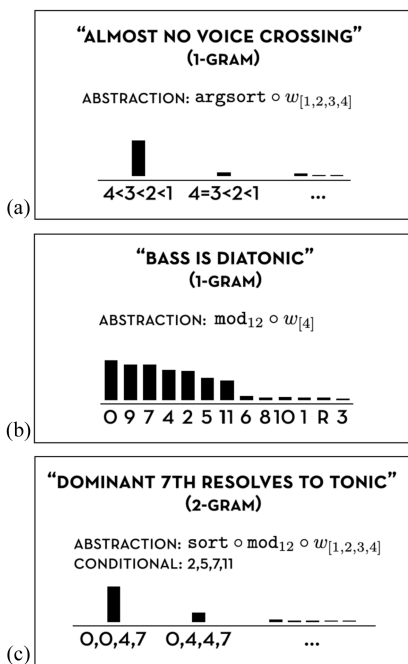 “ALMOST NO VOICE CROSSING”
(1-GRAM)
ABSTRACTION: argsort ∘ w[1,2,3,4]
4<3<2<1 4=3<2<1 ...
(a)
“BASS IS DIATONIC”
(1-GRAM)
ABSTRACTION: mod12 ∘ w[4]
0 9 7 4 2 5 11 6 8 10 1 R 3
(b)
“DOMINANT 7TH RESOLVES TO TONIC”
(2-GRAM)
ABSTRACTION: sort ∘ mod12 ∘ w[1,2,3,4]
CONDITIONAL: 2,5,7,11
0,0,4,7 0,4,4,7 ...
(c)